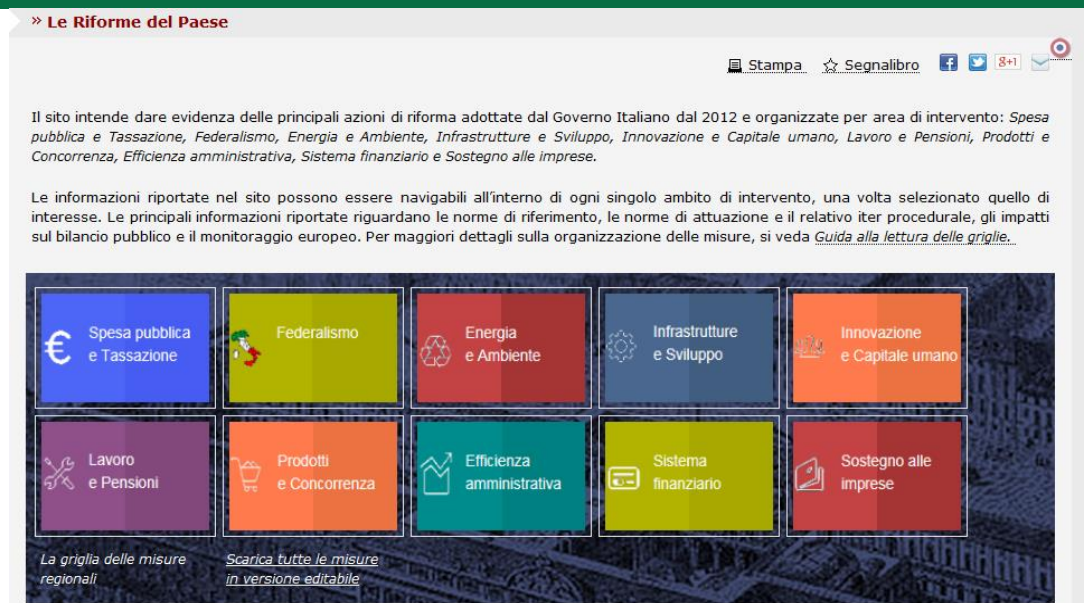 » Le Riforme del Paese
Stampa Segnalibro f 8+1
Il sito intende dare evidenza delle principali azioni di riforma adottate dal Governo Italiano dal 2012 e organizzate per area di intervento: Spesa
pubblica e Tassazione, Federalismo, Energia e Ambiente, Infrastrutture e Sviluppo, Innovazione e Capitale umano, Lavoro e Pensioni, Prodotti e
Concorrenza, Efficienza amministrativa, Sistema finanziario e Sostegno alle imprese.
Le informazioni riportate nel sito possono essere navigabili all'interno di ogni singolo ambito di intervento, una volta selezionato quello di
interesse. Le principali informazioni riportate riguardano le norme di riferimento, le norme di attuazione e il relativo iter procedurale, gli impatti
sul bilancio pubblico e il monitoraggio europeo. Per maggiori dettagli sulla organizzazione delle misure, si veda Guida alla lettura delle griglie.
€ Spesa pubblica
e Tassazione
Federalismo
Energia
e Ambiente
Infrastrutture
e Sviluppo
Innovazione
e Capitale umano
Lavoro
e Pensioni
Prodotti
e Concorrenza
Efficienza
amministrativa
Sistema
finanziario
Sostegno alle
imprese
La griglia delle misure
regionali
Scarica tutte le misure
in versione editabile